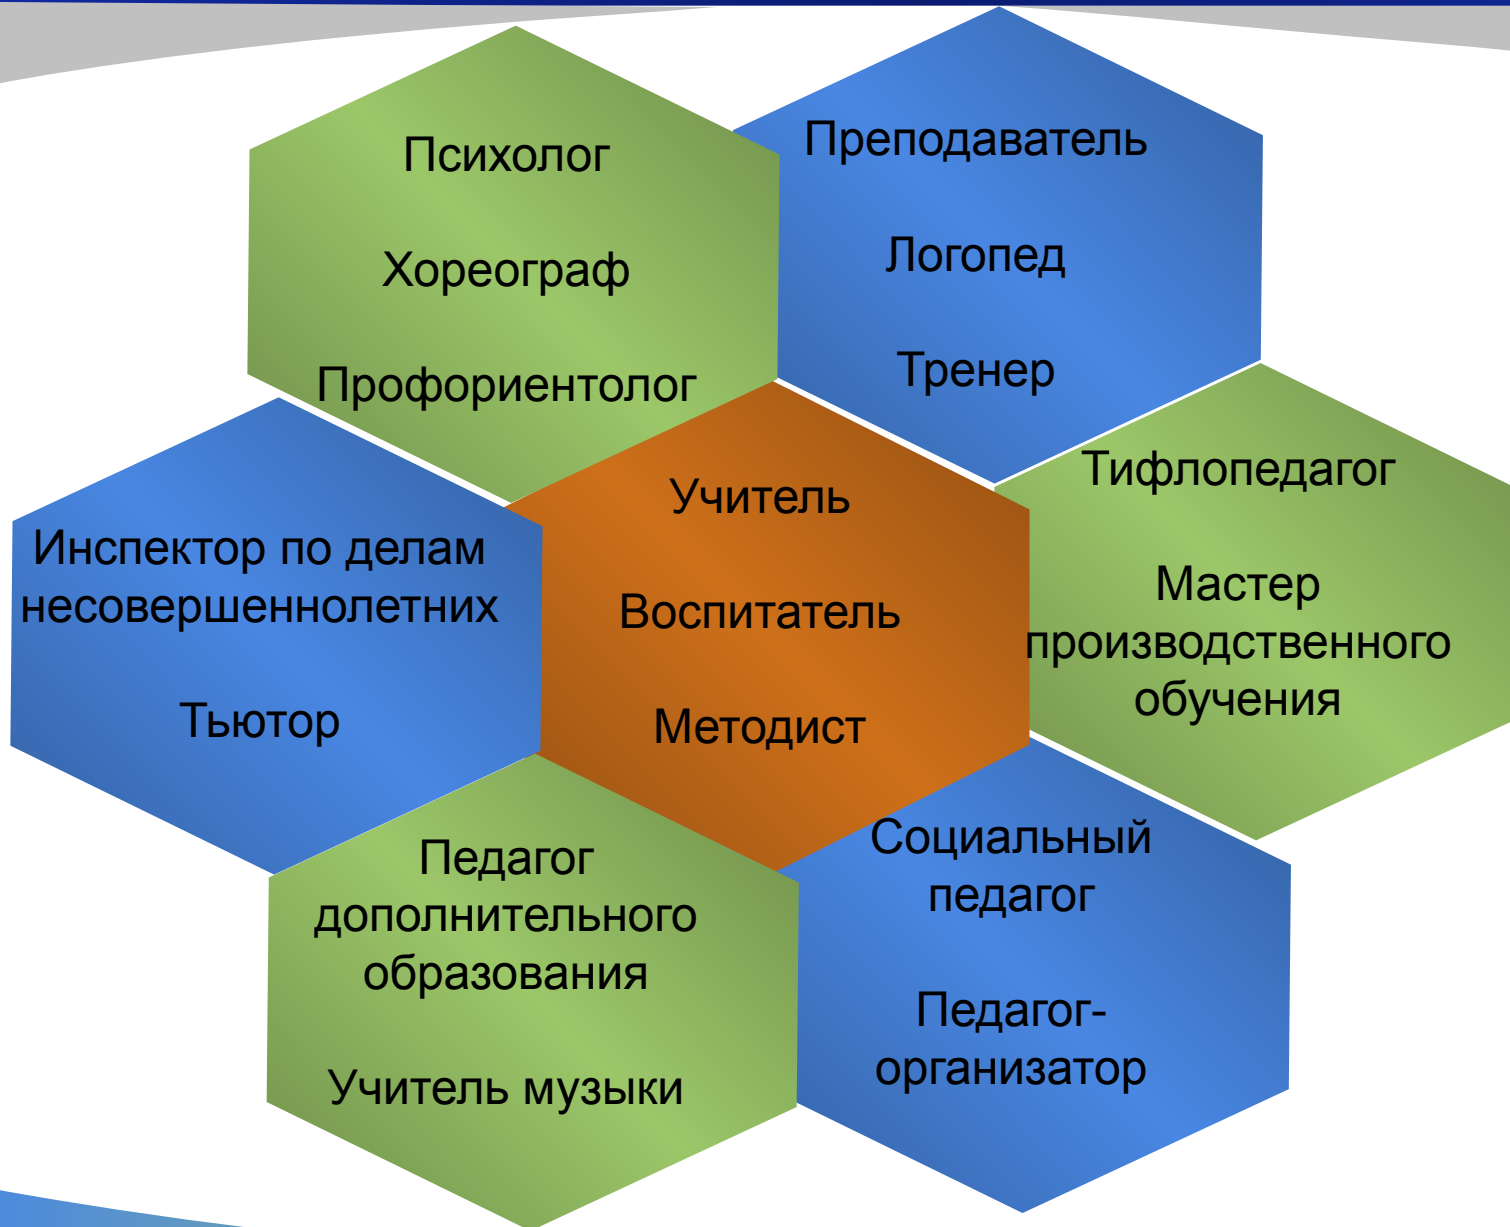 Психолог
Хореограф
Профориентолог
Преподаватель
Логопед
Тренер
Инспектор по делам
несовершеннолетних
Тьютор
Учитель
Воспитатель
Методист
Тифлопедагог
Мастер
производственного
обучения
Педагог
дополнительного
образования
Учитель музыки
Социальный
педагог
Педагог-
организатор